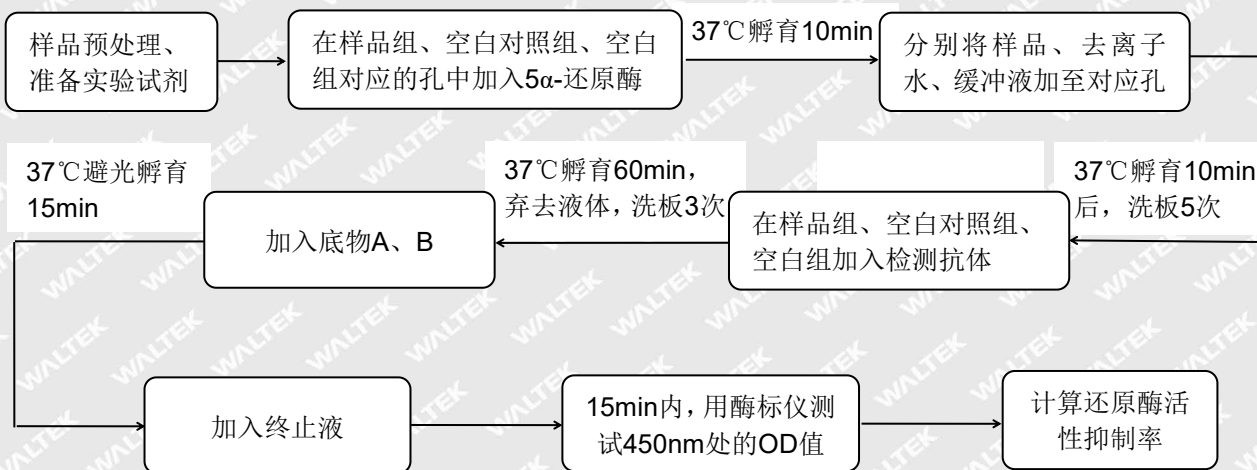 样品预处理、
准备实验试剂
在样品组、空白对照组、空白
组对应的孔中加入5α-还原酶
37℃孵育10min
分别将样品、去离子
水、缓冲液加至对应孔
37℃孵育10min
后，洗板5次
在样品组、空白对照组、
空白组加入检测抗体
37℃孵育60min，
弃去液体，洗板3次
加入底物A、B
37℃避光孵育
15min
加入终止液
15min内，用酶标仪测
试450nm处的OD值
计算还原酶活
性抑制率
WALTEK